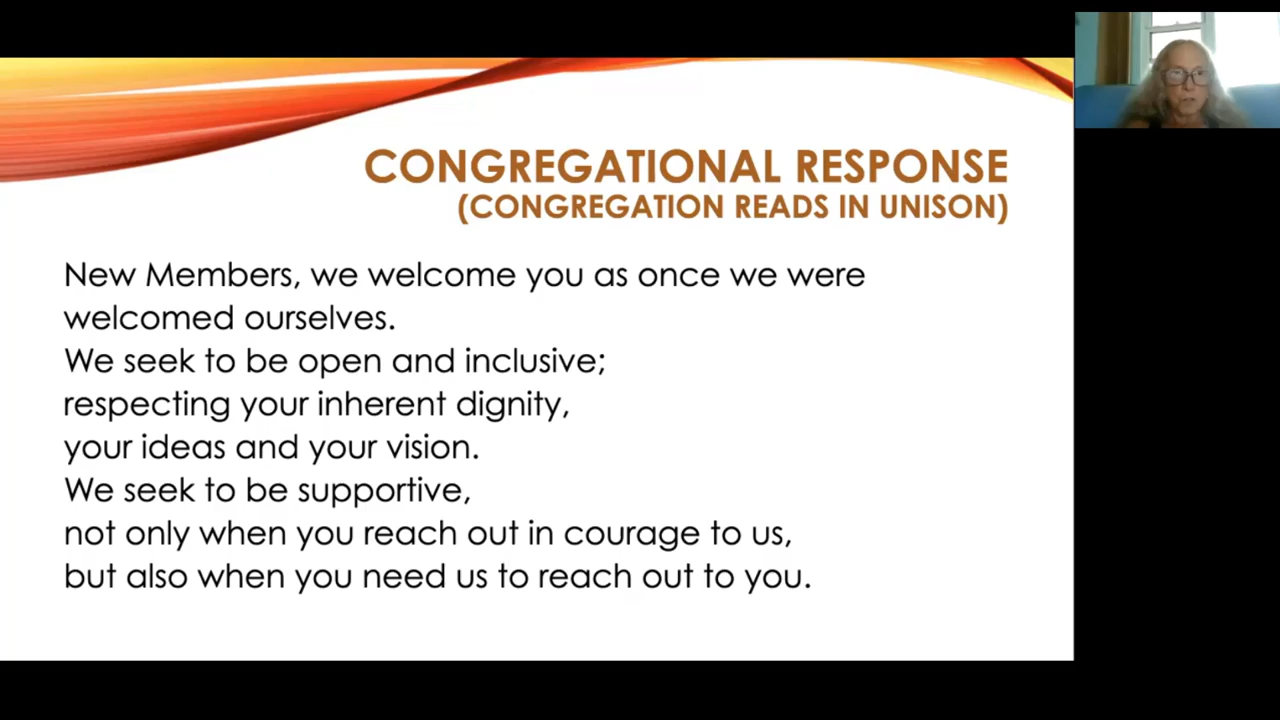 CONGREGATIONAL RESPONSE
(CONGREGATION READS IN UNISON)
New Members, we welcome you as once we were
welcomed ourselves.
We seek to be open and inclusive;
respecting your inherent dignity,
your ideas and your vision.
We seek to be supportive,
not only when you reach out in courage to us,
but also when you need us to reach out to you.